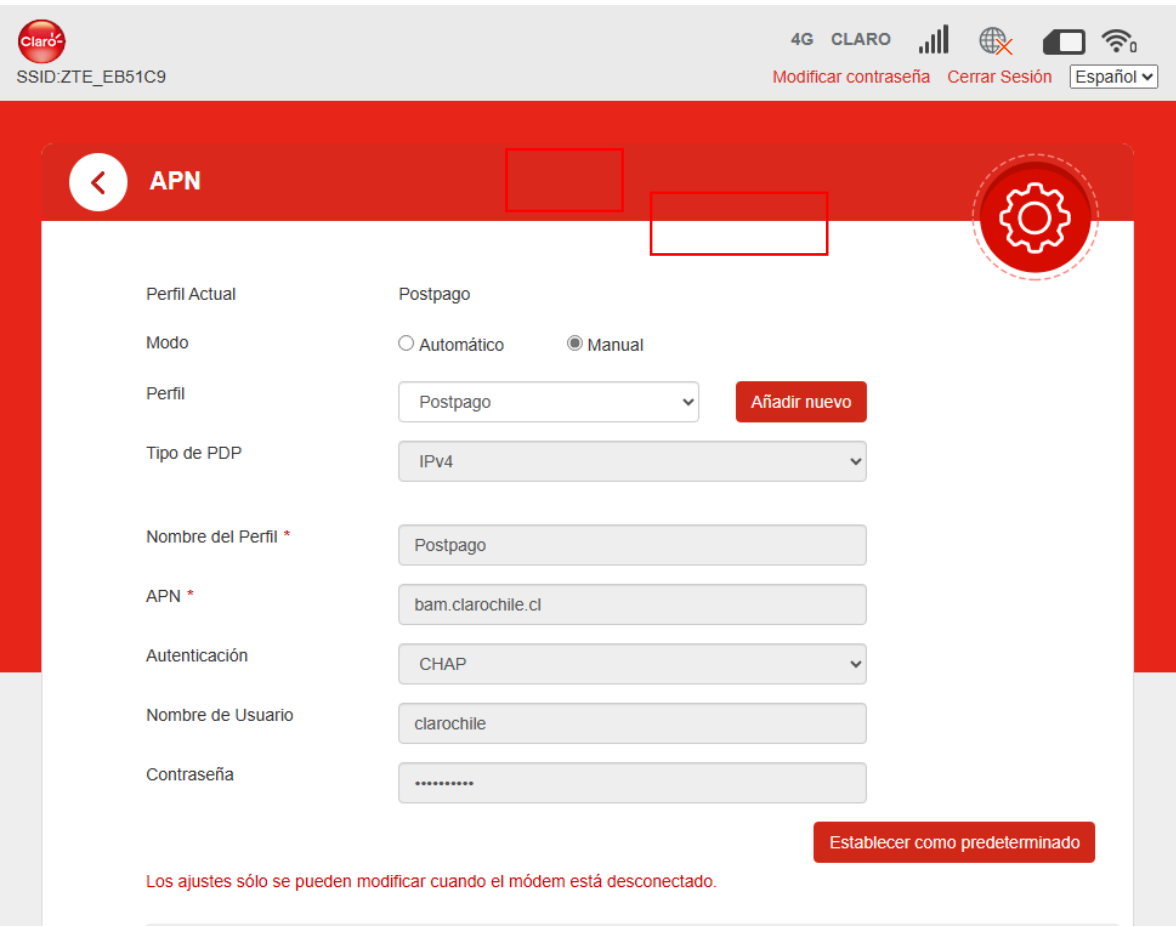 Claro
4G CLARO
0
SSID:ZTE_EB51C9
Modificar contraseña Cerrar Sesión Español
APN
Perfil Actual Postpago
Modo Automático Manual
Perfil Postpago Añadir nuevo
Tipo de PDP IPv4
Nombre del Perfil * Postpago
APN * bam.clarochile.cl
Autenticación CHAP
Nombre de Usuario clarochile
Contraseña ••••••••••
Establecer como predeterminado
Los ajustes sólo se pueden modificar cuando el módem está desconectado.